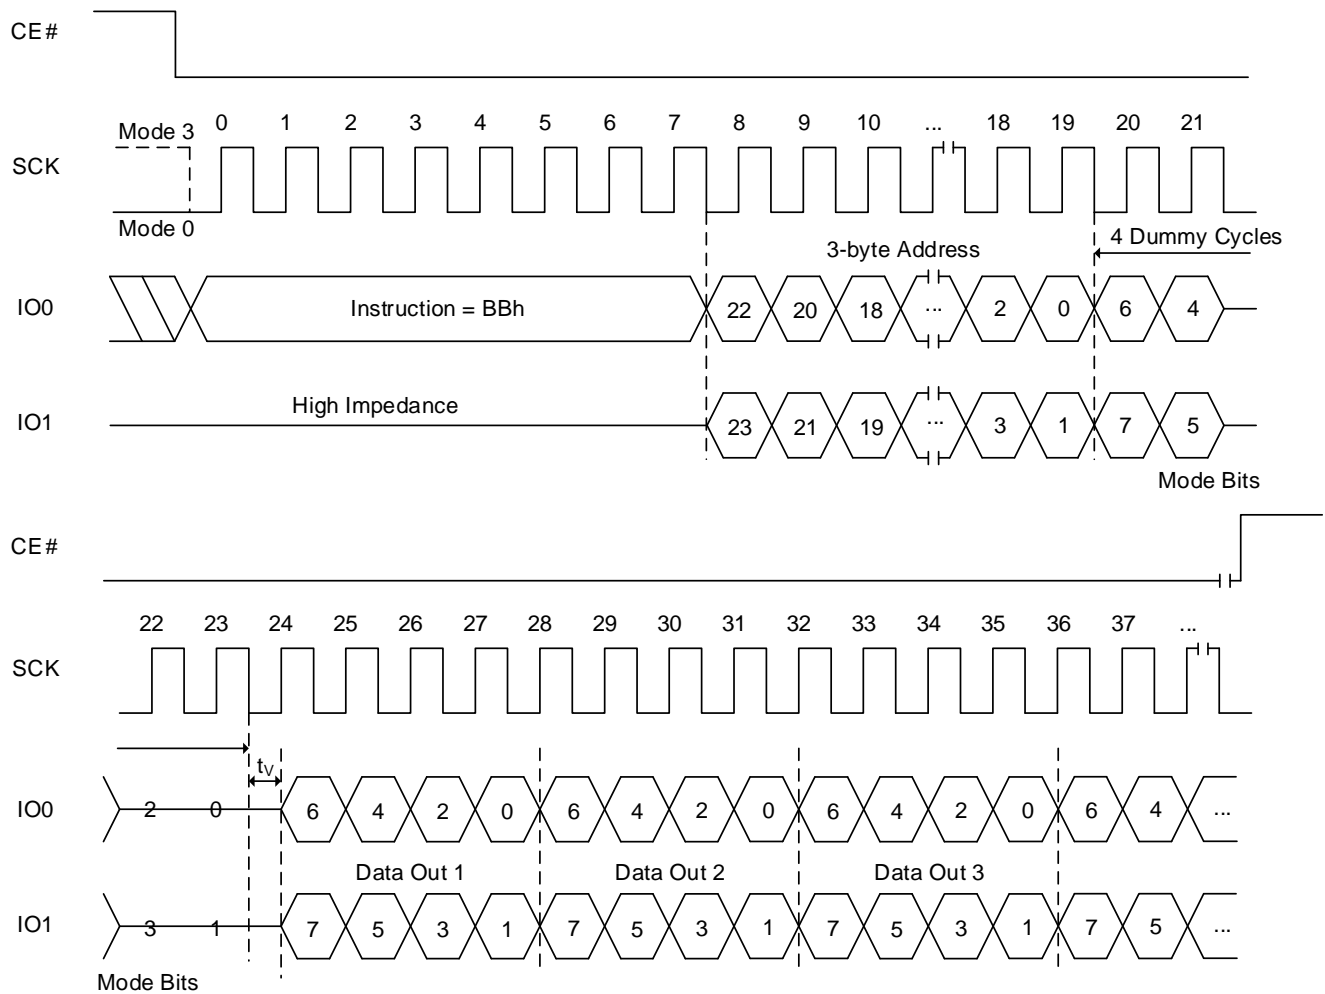 CE#
Mode 3 0 1 2 3 4 5 6 7 8 9 10 ... 18 19 20 21
SCK
Mode 0
3-byte Address 4 Dummy Cycles
IO0 Instruction = BBh 22 20 18 ... 2 0 6 4
High Impedance
IO1 23 21 19 ... 3 1 7 5
Mode Bits
CE#
22 23 24 25 26 27 28 29 30 31 32 33 34 35 36 37 ...
SCK
tV
IO0 2 0 6 4 2 0 6 4 2 0 6 4 2 0 6 4 ...
Data Out 1 Data Out 2 Data Out 3
IO1 3 1 7 5 3 1 7 5 3 1 7 5 3 1 7 5 ...
Mode Bits